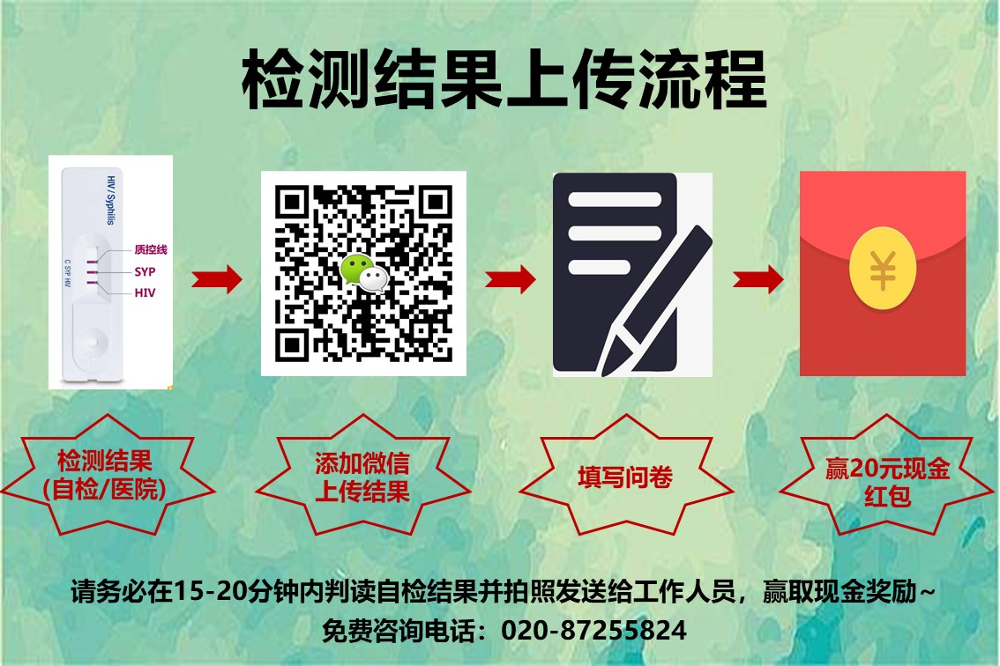 检测结果上传流程
HIV/Syphilis
C SYP HIV
质控线
SYP
HIV
检测结果
(自检/医院)
添加微信
上传结果
填写问卷
赢20元现金
红包
请务必在15-20分钟内判读自检结果并拍照发送给工作人员，赢取现金奖励~
免费咨询电话：020-87255824